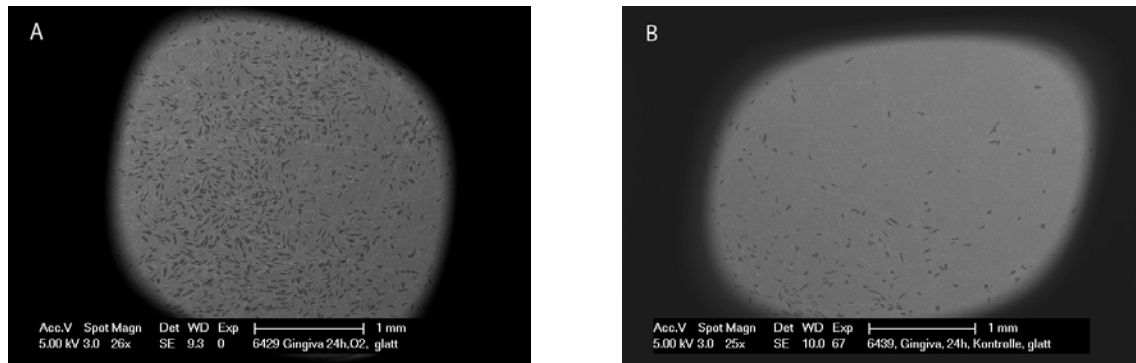 A
Acc.V Spot Magn Det WD Exp 1 mm
5.00 kV 3.0 26x SE 9.3 0 6429 Gingiva 24h,O2, glatt
B
Acc.V Spot Magn Det WD Exp 1 mm
5.00 kV 3.0 25x SE 10.0 67 6439, Gingiva, 24h, Kontrolle, glatt